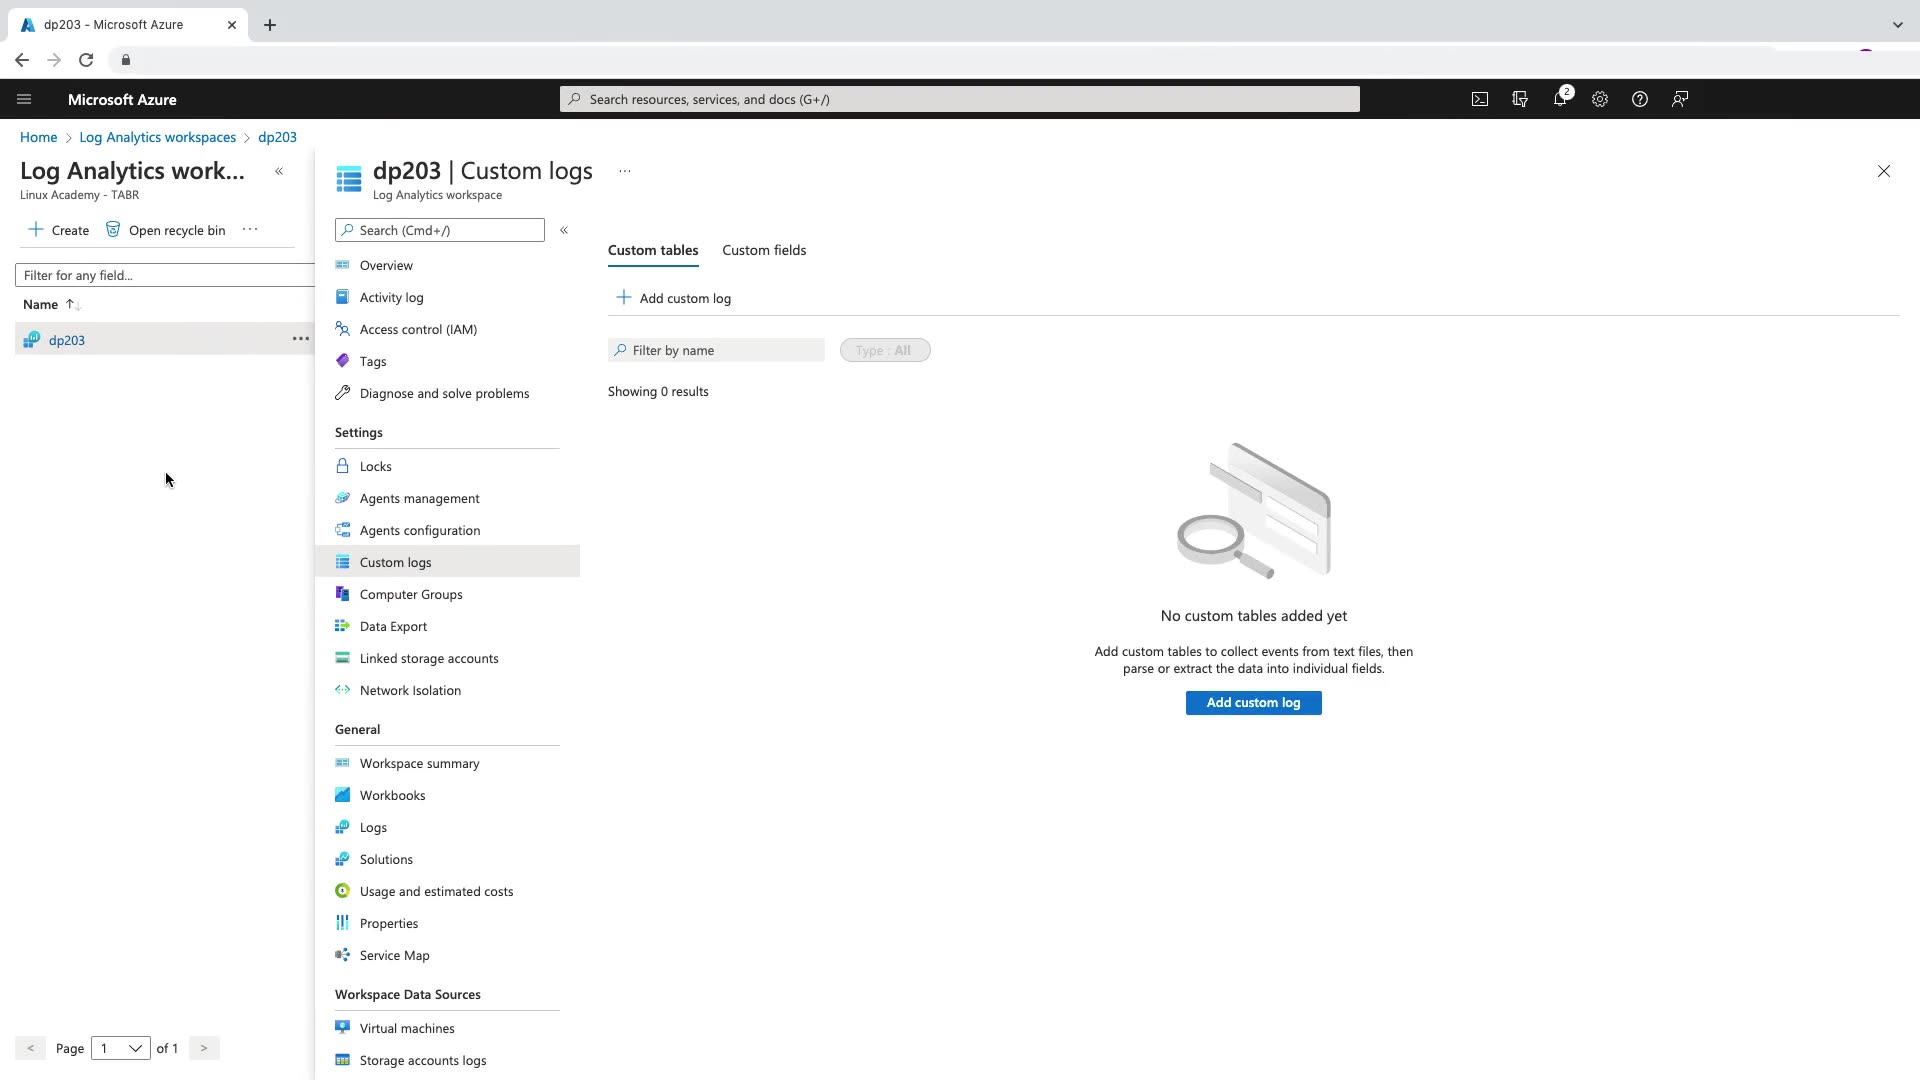 dp203 - Microsoft Azure
Microsoft Azure
Search resources, services, and docs (G+/)
2
Home > Log Analytics workspaces > dp203
Log Analytics work...
Linux Academy - TABR
Create
Open recycle bin
Filter for any field...
Name
dp203
Page 1 of 1
dp203 | Custom logs
Log Analytics workspace
Search (Cmd+/)
Overview
Activity log
Access control (IAM)
Tags
Diagnose and solve problems
Settings
Locks
Agents management
Agents configuration
Custom logs
Computer Groups
Data Export
Linked storage accounts
Network Isolation
General
Workspace summary
Workbooks
Logs
Solutions
Usage and estimated costs
Properties
Service Map
Workspace Data Sources
Virtual machines
Storage accounts logs
Custom tables
Custom fields
Add custom log
Filter by name
Type : All
Showing 0 results
No custom tables added yet
Add custom tables to collect events from text files, then
parse or extract the data into individual fields.
Add custom log